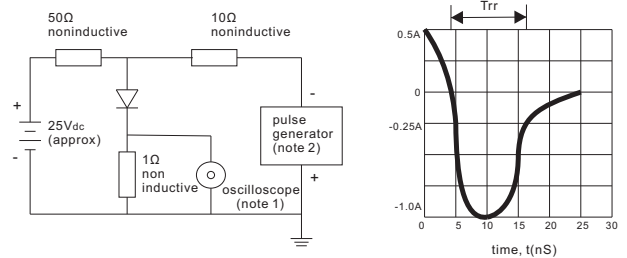 50Ω
noninductive
10Ω
noninductive
+
25Vdc
(approx)
-
1Ω
non
inductive
oscilloscope
(note 1)
-
pulse
generator
(note 2)
+
Trr
0.5A
0
-0.25A
-1.0A
0 5 10 15 20 25 30
time, t(nS)